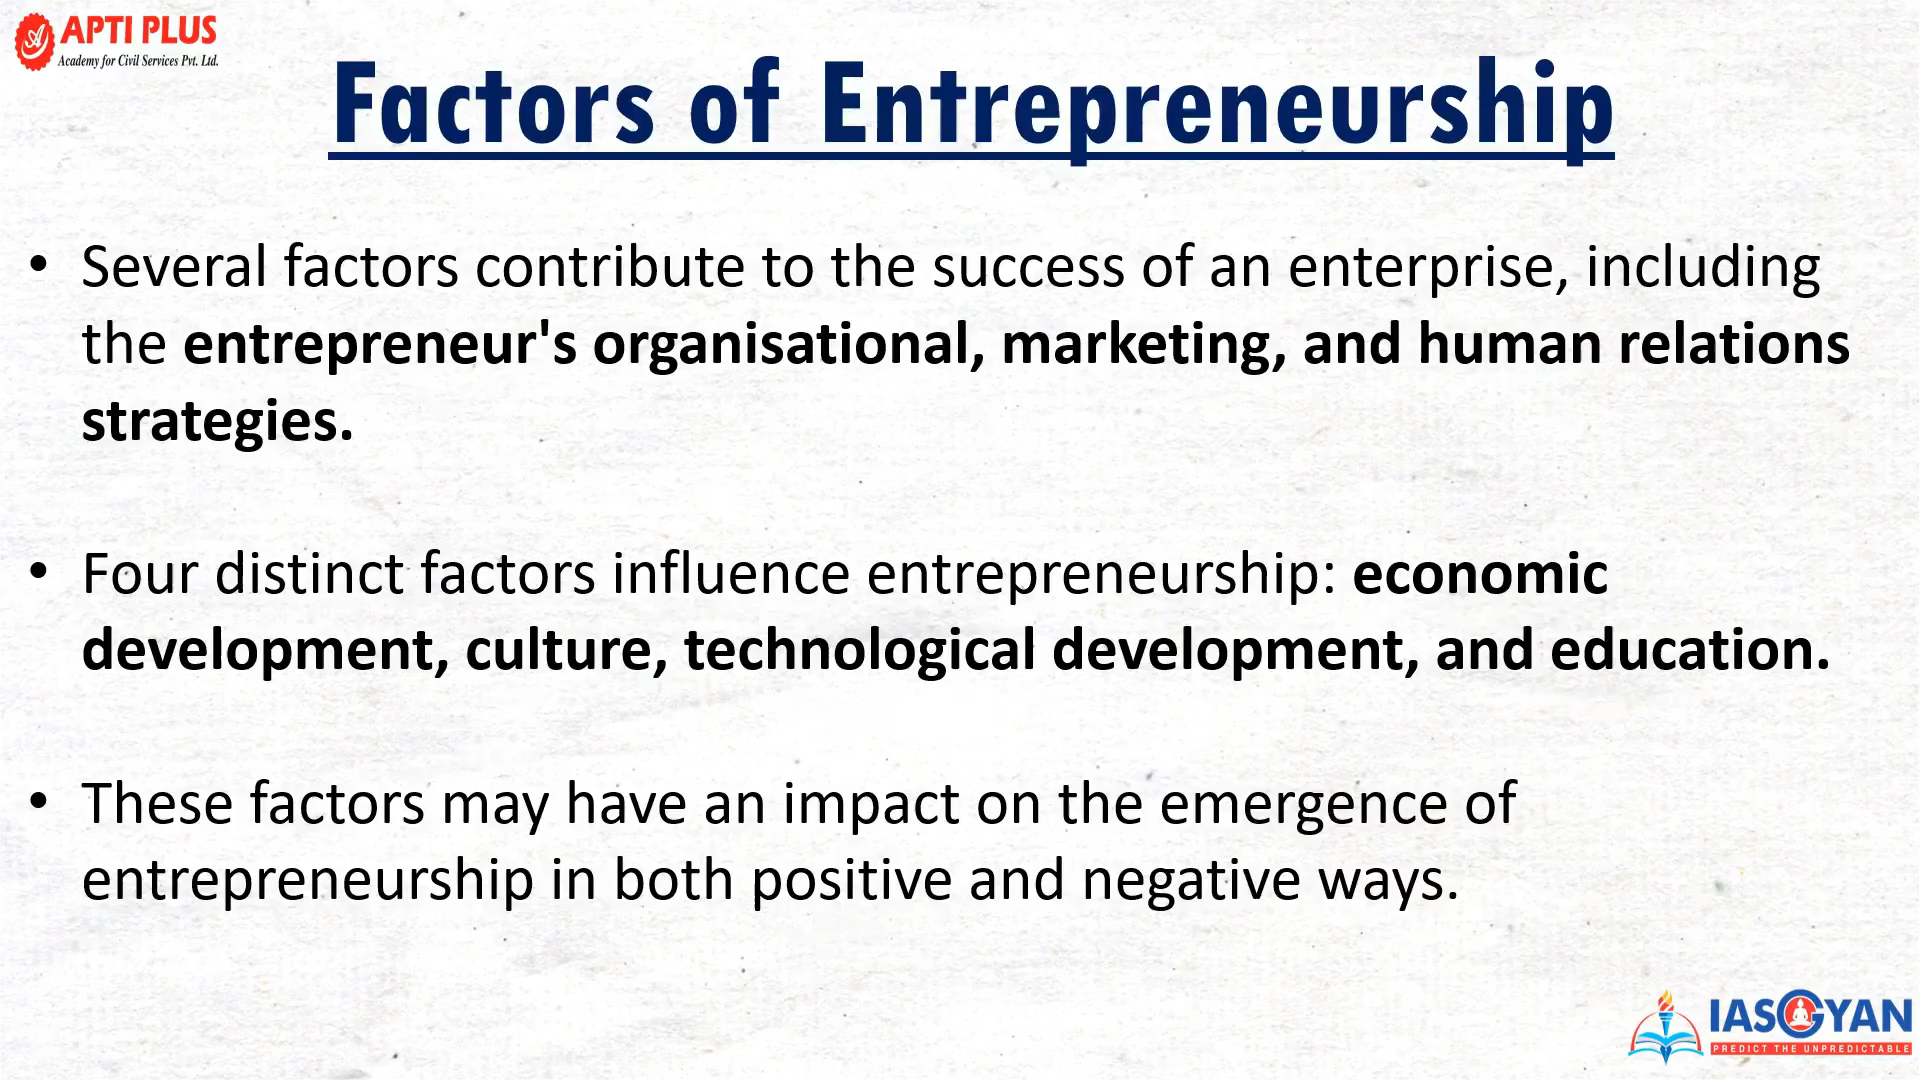 APTI PLUS
Academy for Civil Services Pvt. Ltd.
Factors of Entrepreneurship
• Several factors contribute to the success of an enterprise, including
the entrepreneur's organisational, marketing, and human relations
strategies.
• Four distinct factors influence entrepreneurship: economic
development, culture, technological development, and education.
• These factors may have an impact on the emergence of
entrepreneurship in both positive and negative ways.
IASGYAN
PREDICT THE UNPREDICTABLE